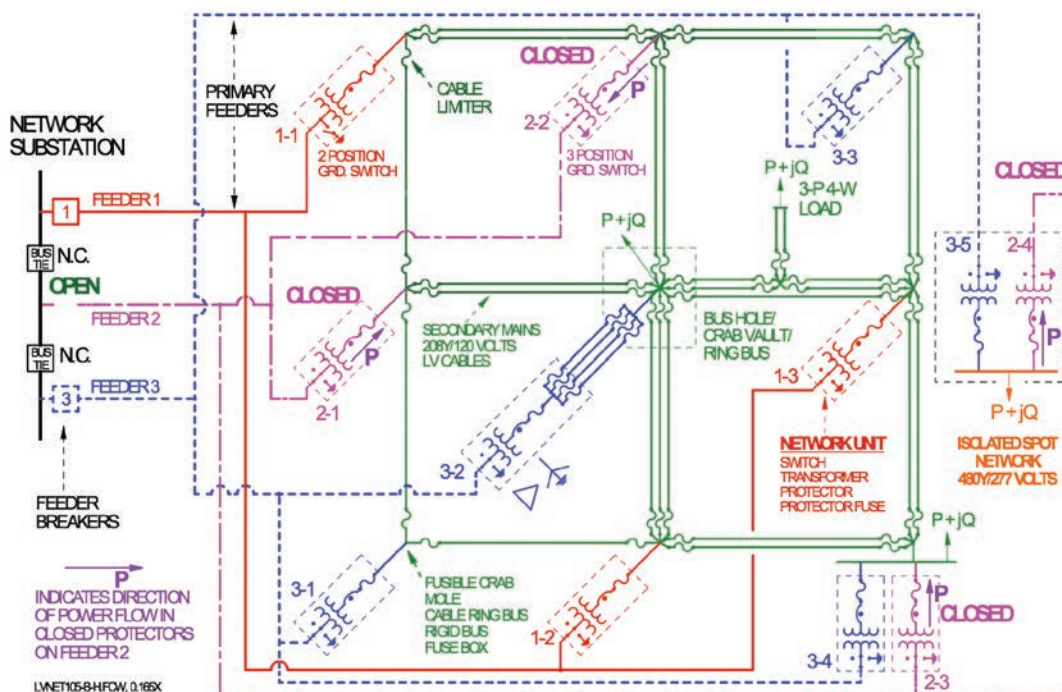 PRIMARY
FEEDERS
NETWORK
SUBSTATION
1
FEEDER 1
BUS
TIE
N.C.
OPEN
FEEDER 2
BUS
TIE
N.C.
3
FEEDER 3
FEEDER
BREAKERS
P
INDICATES DIRECTION
OF POWER FLOW IN
CLOSED PROTECTORS
ON FEEDER 2
LVNET105-B-H.FCW, 0.165X
1-1
2 POSITION
GRD. SWITCH
CABLE
LIMITER
CLOSED
P
2-2
3 POSITION
GRD. SWITCH
3-3
P + jQ
3-P 4-W
LOAD
P + jQ
CLOSED
P
2-1
SECONDARY MAINS
208Y/120 VOLTS
LV CABLES
BUS HOLE/
CRAB VAULT/
RING BUS
1-3
3-2
NETWORK UNIT
SWITCH
TRANSFORMER
PROTECTOR
PROTECTOR FUSE
CLOSED
3-5
2-4
P
P + jQ
ISOLATED SPOT
NETWORK
480Y/277 VOLTS
3-1
FUSIBLE CRAB
MOLE
CABLE RING BUS
RIGID BUS
FUSE BOX
1-2
P + jQ
P
CLOSED
3-4
2-3